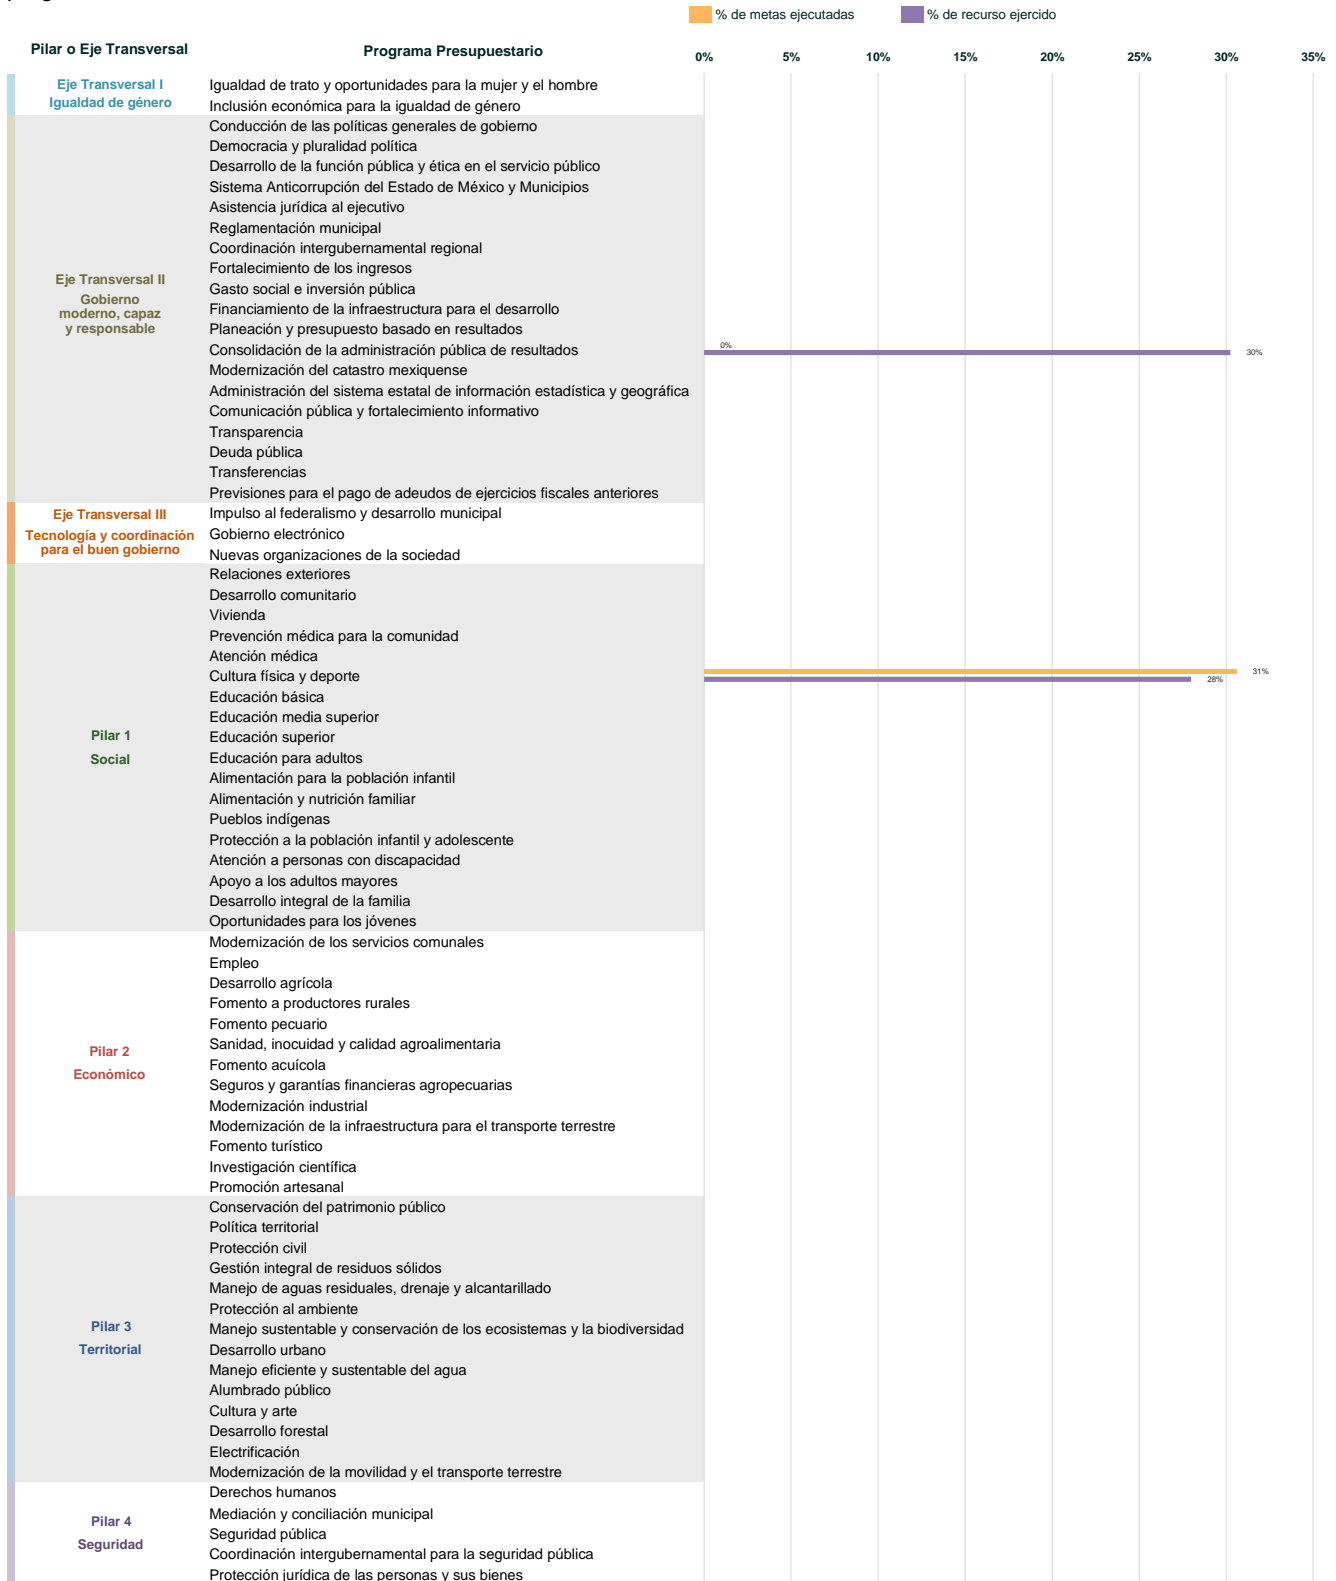 % de metas ejecutadas
% de recurso ejercido
Pilar o Eje Transversal
Programa Presupuestario
0%
5%
10%
15%
20%
25%
30%
35%
Eje Transversal I
Igualdad de género
Igualdad de trato y oportunidades para la mujer y el hombre
Inclusión económica para la igualdad de género
Eje Transversal II
Gobierno
moderno, capaz
y responsable
Conducción de las políticas generales de gobierno
Democracia y pluralidad política
Desarrollo de la función pública y ética en el servicio público
Sistema Anticorrupción del Estado de México y Municipios
Asistencia jurídica al ejecutivo
Reglamentación municipal
Coordinación intergubernamental regional
Fortalecimiento de los ingresos
Gasto social e inversión pública
Financiamiento de la infraestructura para el desarrollo
Planeación y presupuesto basado en resultados
Consolidación de la administración pública de resultados
0%
30%
Modernización del catastro mexiquense
Administración del sistema estatal de información estadística y geográfica
Comunicación pública y fortalecimiento informativo
Transparencia
Deuda pública
Transferencias
Previsiones para el pago de adeudos de ejercicios fiscales anteriores
Eje Transversal III
Tecnología y coordinación
para el buen gobierno
Impulso al federalismo y desarrollo municipal
Gobierno electrónico
Nuevas organizaciones de la sociedad
Pilar 1
Social
Relaciones exteriores
Desarrollo comunitario
Vivienda
Prevención médica para la comunidad
Atención médica
Cultura física y deporte
31%
28%
Educación básica
Educación media superior
Educación superior
Educación para adultos
Alimentación para la población infantil
Alimentación y nutrición familiar
Pueblos indígenas
Protección a la población infantil y adolescente
Atención a personas con discapacidad
Apoyo a los adultos mayores
Desarrollo integral de la familia
Oportunidades para los jóvenes
Pilar 2
Económico
Modernización de los servicios comunales
Empleo
Desarrollo agrícola
Fomento a productores rurales
Fomento pecuario
Sanidad, inocuidad y calidad agroalimentaria
Fomento acuícola
Seguros y garantías financieras agropecuarias
Modernización industrial
Modernización de la infraestructura para el transporte terrestre
Fomento turístico
Investigación científica
Promoción artesanal
Pilar 3
Territorial
Conservación del patrimonio público
Política territorial
Protección civil
Gestión integral de residuos sólidos
Manejo de aguas residuales, drenaje y alcantarillado
Protección al ambiente
Manejo sustentable y conservación de los ecosistemas y la biodiversidad
Desarrollo urbano
Manejo eficiente y sustentable del agua
Alumbrado público
Cultura y arte
Desarrollo forestal
Electrificación
Modernización de la movilidad y el transporte terrestre
Pilar 4
Seguridad
Derechos humanos
Mediación y conciliación municipal
Seguridad pública
Coordinación intergubernamental para la seguridad pública
Protección jurídica de las personas y sus bienes